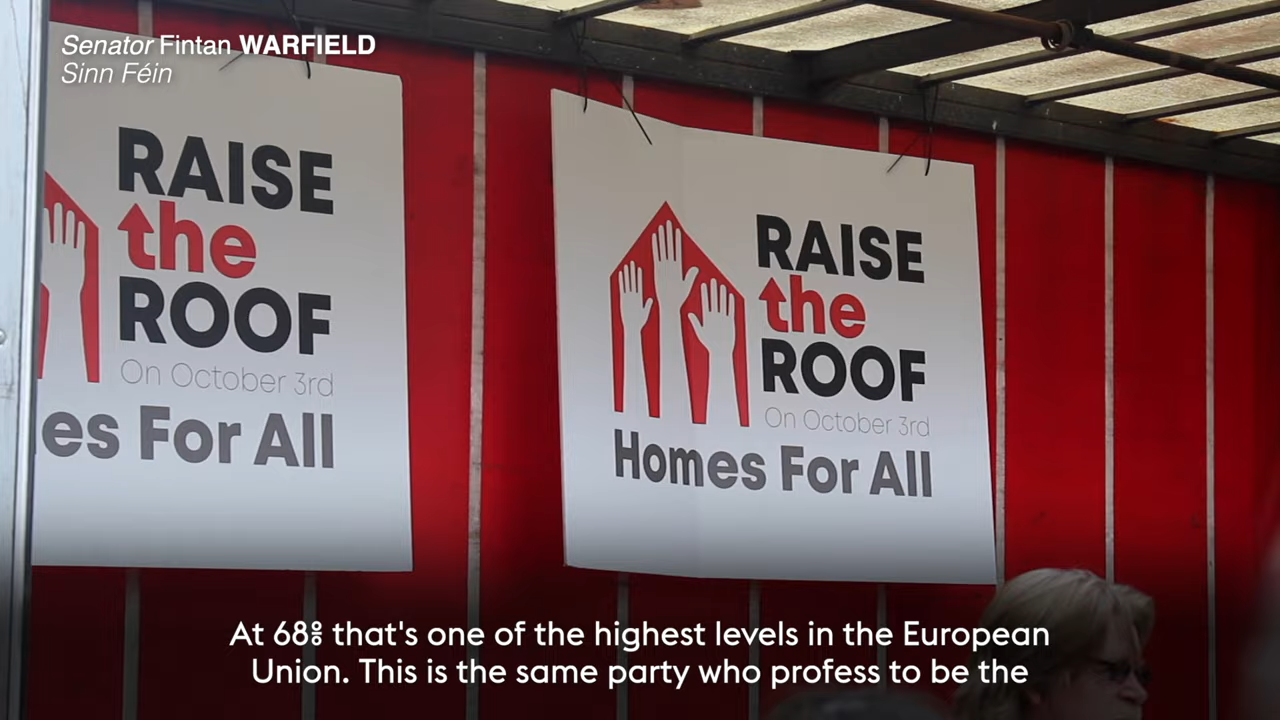 Senator Fintan WARFIELD
Sinn Féin
RAISE
the
ROOF
On October 3rd
es For All
RAISE
the
ROOF
On October 3rd
Homes For All
At 68% that's one of the highest levels in the European
Union. This is the same party who profess to be the